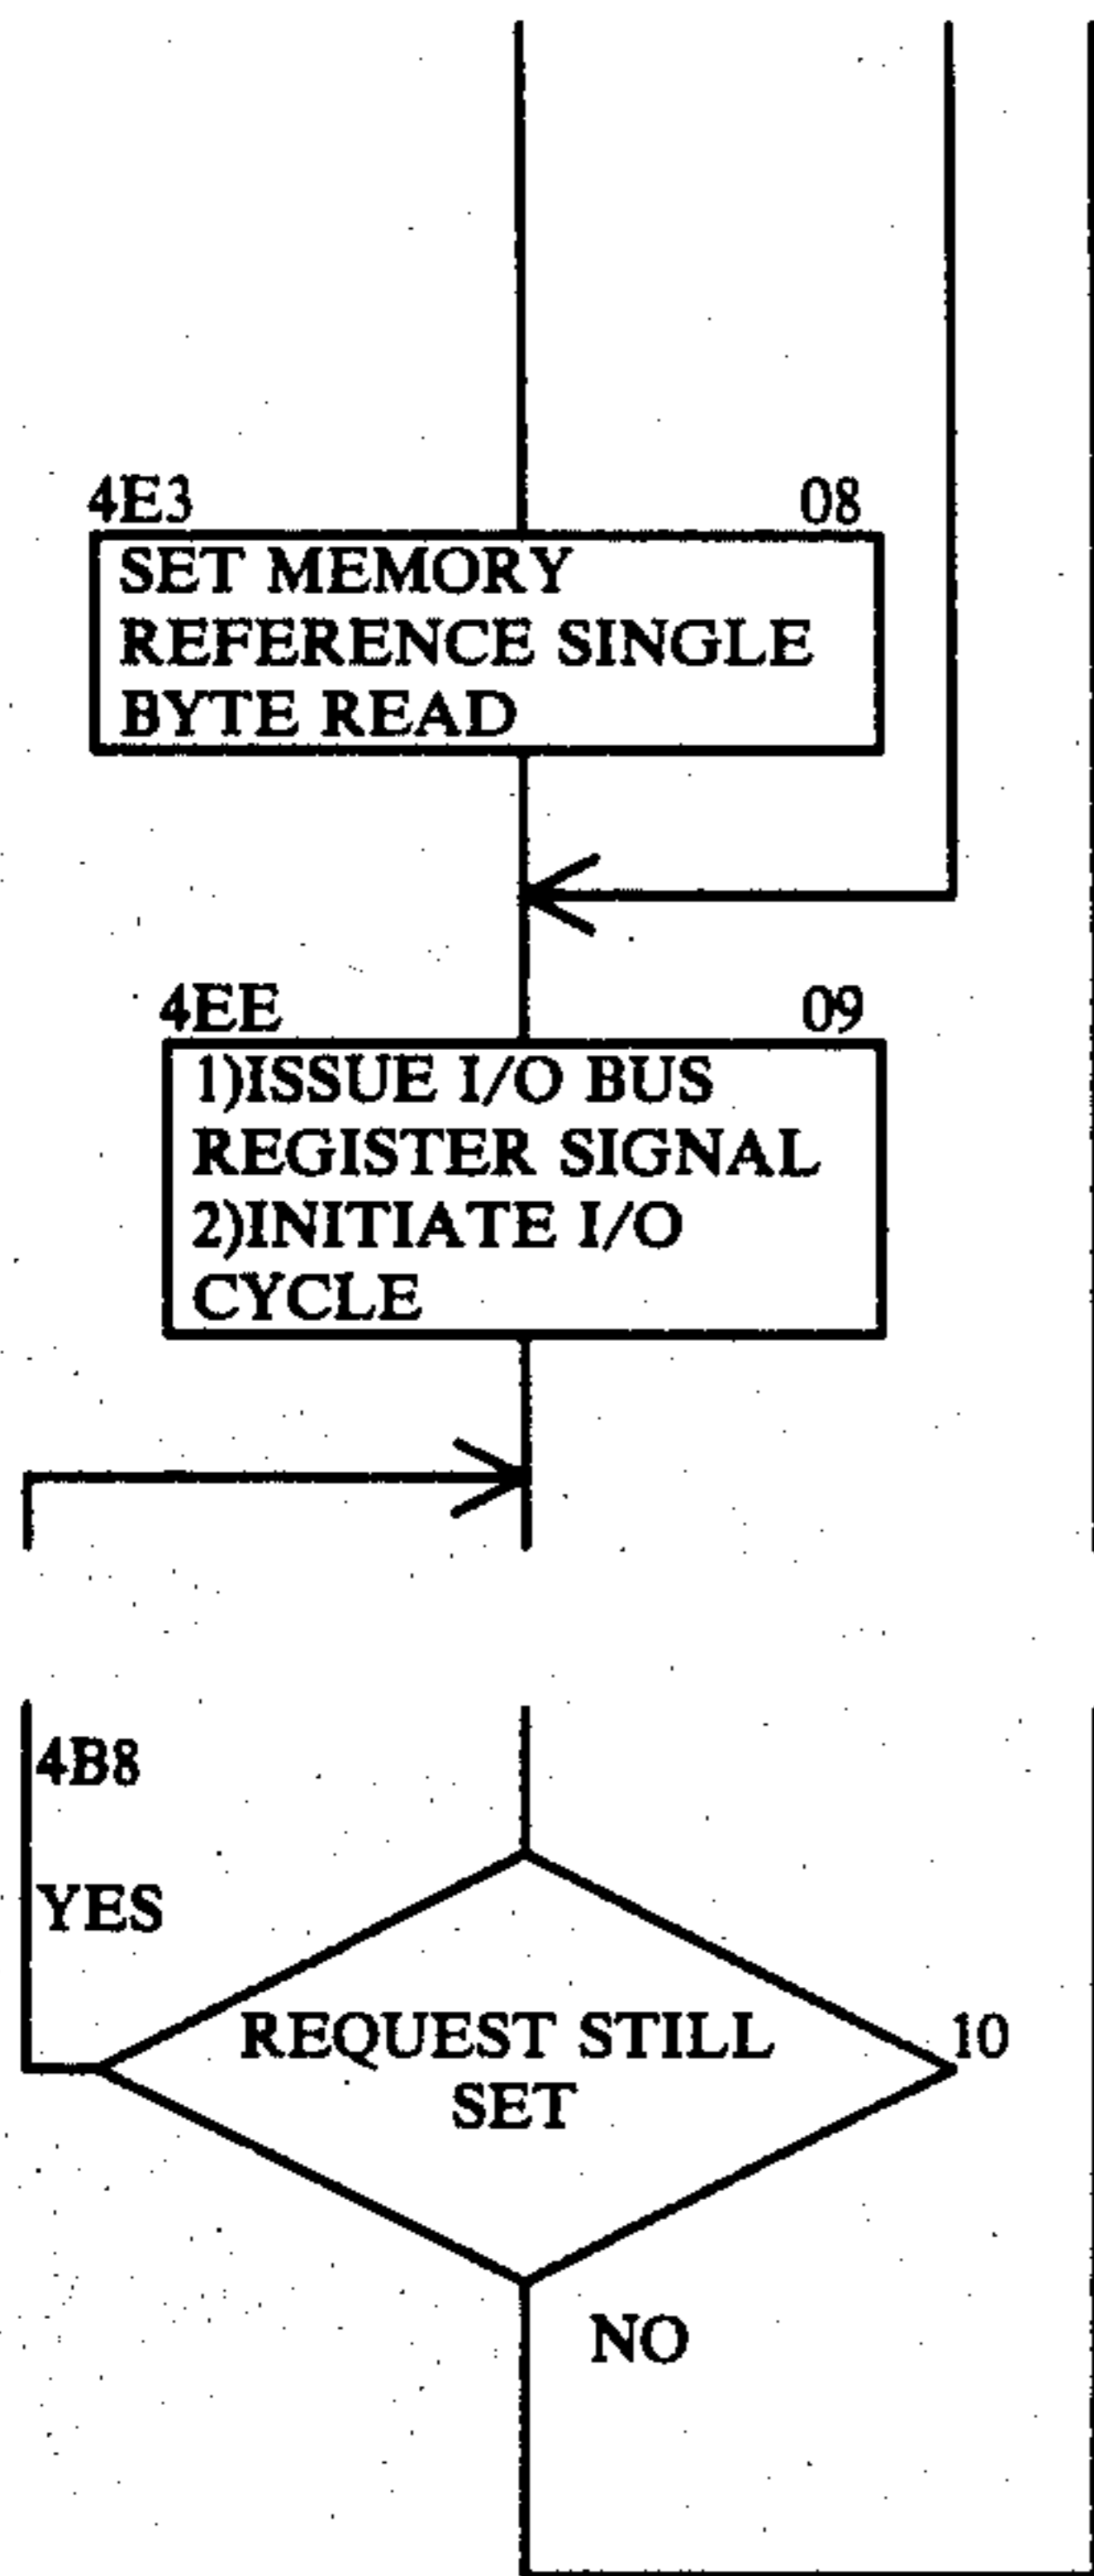 4E3 08
SET MEMORY
REFERENCE SINGLE
BYTE READ
4EE 09
1)ISSUE I/O BUS
REGISTER SIGNAL
2)INITIATE I/O
CYCLE
4B8
YES
REQUEST STILL
SET
10
NO